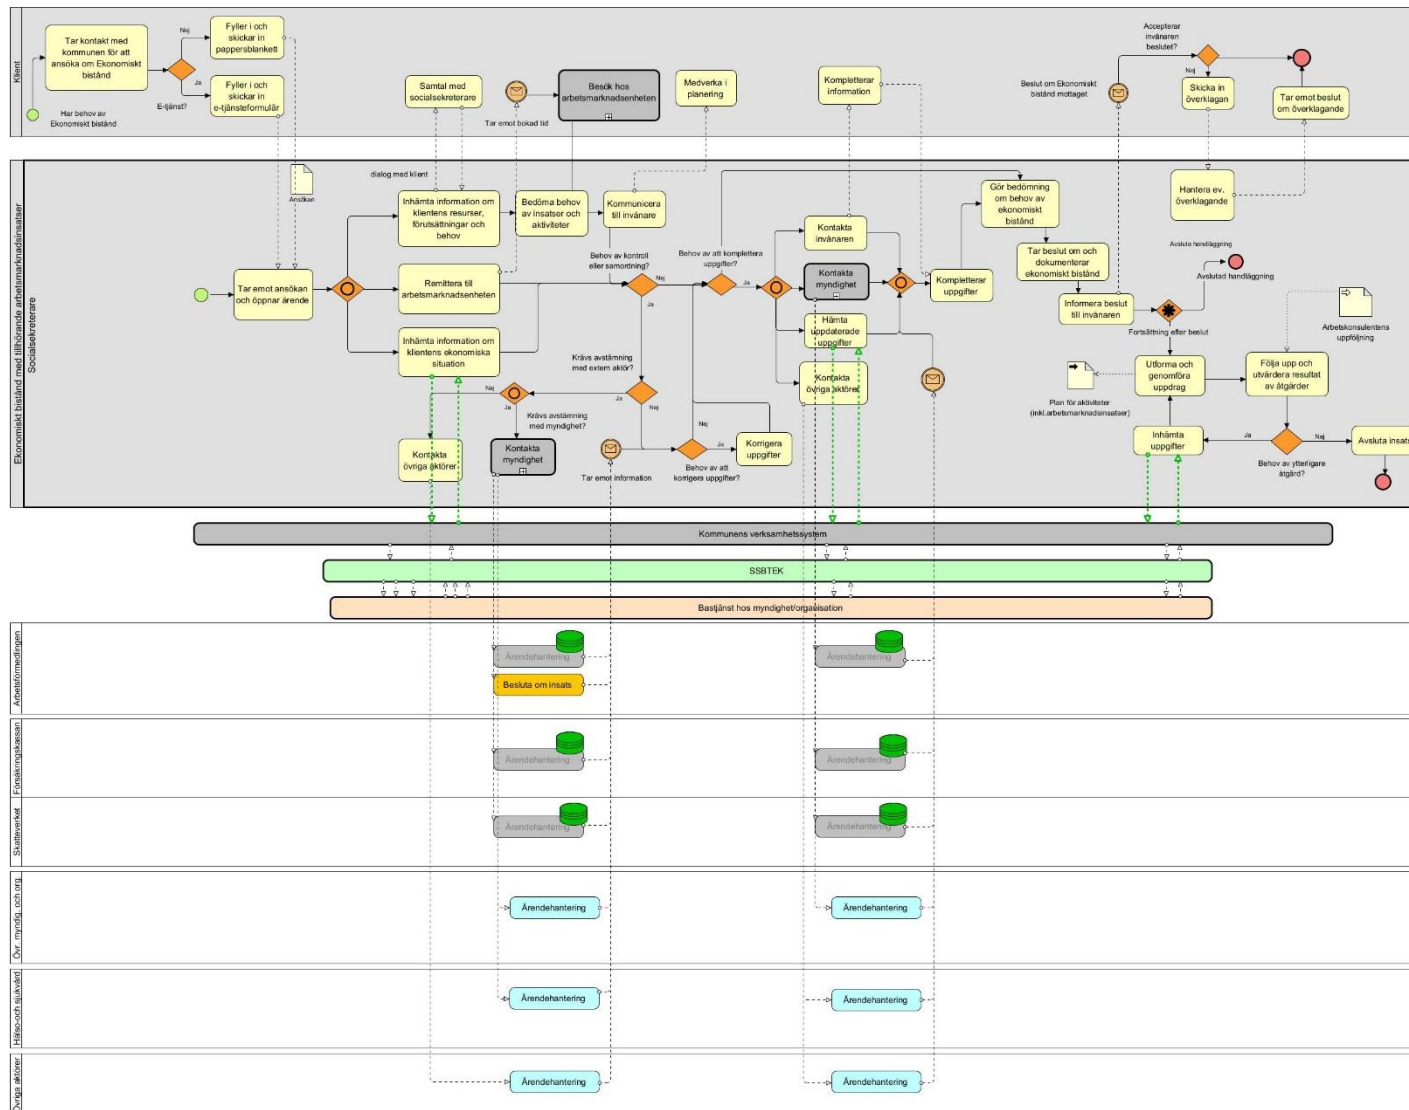 Klient
Tar kontakt med
kommunen för att
ansöka om Ekonomiskt
bistånd
Har behov av
Ekonomiskt bistånd
Nej
Ja
E-tjänst?
Fyller i och
skickar in
pappersblankett
Fyller i och
skickar in
e-tjänsteformulär
Samtal med
socialsekreterare
Tar emot bokad tid
Besök hos
arbetsmarknadsenheten
Medverka i
planering
Kompletterar
information
Beslut om Ekonomiskt
bistånd mottaget
Accepterar
invånaren
beslutet?
Nej
Skicka in
överklagan
Tar emot beslut
om överklagande
Ekonomiskt bistånd med tillhörande arbetsmarknadsinsatser
Socialsekreterare
Ansökan
dialog med klient
Tar emot ansökan
och öppnar ärende
Inhämta information om
klientens resurser,
förutsättningar och
behov
Bedöma behov
av insatser och
aktiviteter
Kommunicera
till invånare
Remittera till
arbetsmarknadsenheten
Inhämta information om
klientens ekonomiska
situation
Behov av kontroll
eller samordning?
Nej
Ja
Behov av att komplettera
uppgifter?
Ja
Kontakta
invånaren
Kontakta
myndighet
Hämta
uppdaterade
uppgifter
Kontakta
övriga aktörer
Kompletterar
uppgifter
Gör bedömning
om behov av
ekonomiskt
bistånd
Tar beslut om och
dokumenterar
ekonomiskt bistånd
Informera beslut
till invånaren
Hantera ev.
överklagande
Avsluta handläggning
Avslutad handläggning
Fortsättning efter beslut
Arbetskonsulentens
uppföljning
Plan för aktiviteter
(inkl.arbetsmarknadsinsatser)
Utforma och
genomföra
uppdrag
Följa upp och
utvärdera resultat
av åtgärder
Inhämta
uppgifter
Ja
Nej
Behov av ytterligare
åtgärd?
Avsluta insats
Krävs avstämning
med extern aktör?
Nej
Ja
Ja
Nej
Krävs avstämning
med myndighet?
Kontakta
övriga aktörer
Kontakta
myndighet
Tar emot information
Nej
Ja
Behov av att
korrigera uppgifter?
Korrigera
uppgifter
Kommunens verksamhetssystem
SSBTEK
Bastjänst hos myndighet/organisation
Arbetsförmedlingen
Ärendehantering
Ärendehantering
Besluta om insats
Försäkringskassan
Ärendehantering
Ärendehantering
Skatteverket
Ärendehantering
Ärendehantering
Övr. myndig. och org.
Ärendehantering
Ärendehantering
Hälso-och sjukvård
Ärendehantering
Ärendehantering
Övriga aktörer
Ärendehantering
Ärendehantering